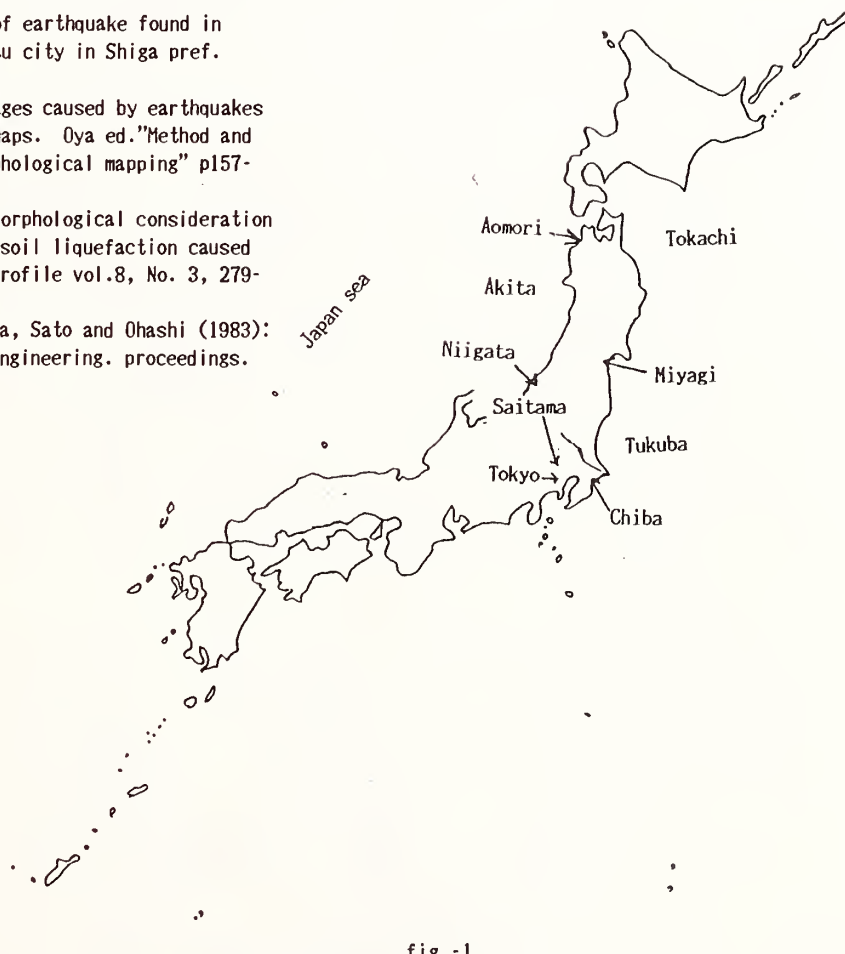 of earthquake found in
u city in Shiga pref.
ges caused by earthquakes
aps. Oya ed."Method and
hological mapping" p157-
orphological consideration
soil liquefaction caused
rofile vol.8, No. 3, 279-
a, Sato and Ohashi (1983):
ngineering. proceedings.
Japan sea
Aomori
Tokachi
Akita
Niigata
Miyagi
Saitama
Tukuba
Tokyo
Chiba
fig -1